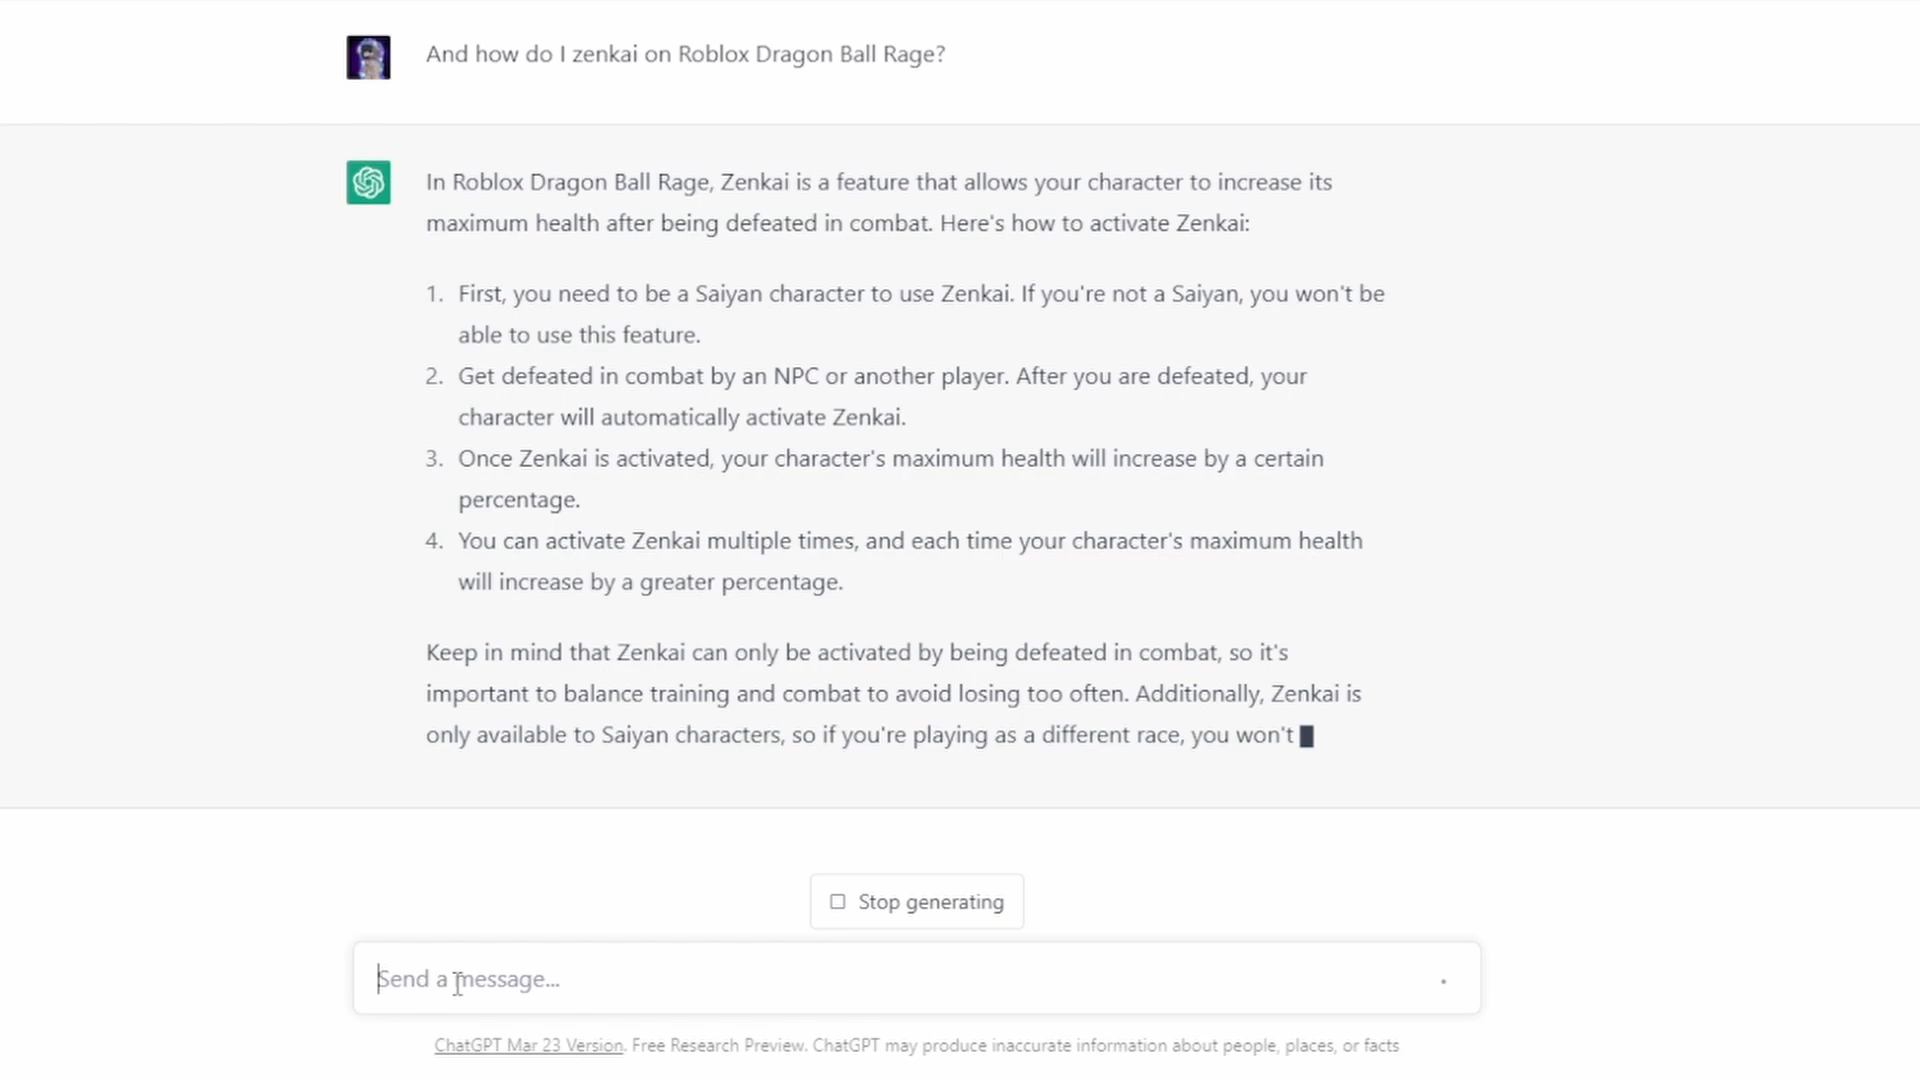 And how do I zenkai on Roblox Dragon Ball Rage?
In Roblox Dragon Ball Rage, Zenkai is a feature that allows your character to increase its
maximum health after being defeated in combat. Here's how to activate Zenkai:
1. First, you need to be a Saiyan character to use Zenkai. If you're not a Saiyan, you won't be
able to use this feature.
2. Get defeated in combat by an NPC or another player. After you are defeated, your
character will automatically activate Zenkai.
3. Once Zenkai is activated, your character's maximum health will increase by a certain
percentage.
4. You can activate Zenkai multiple times, and each time your character's maximum health
will increase by a greater percentage.
Keep in mind that Zenkai can only be activated by being defeated in combat, so it's
important to balance training and combat to avoid losing too often. Additionally, Zenkai is
only available to Saiyan characters, so if you're playing as a different race, you won't
Stop generating
Send a message...
ChatGPT Mar 23 Version. Free Research Preview. ChatGPT may produce inaccurate information about people, places, or facts